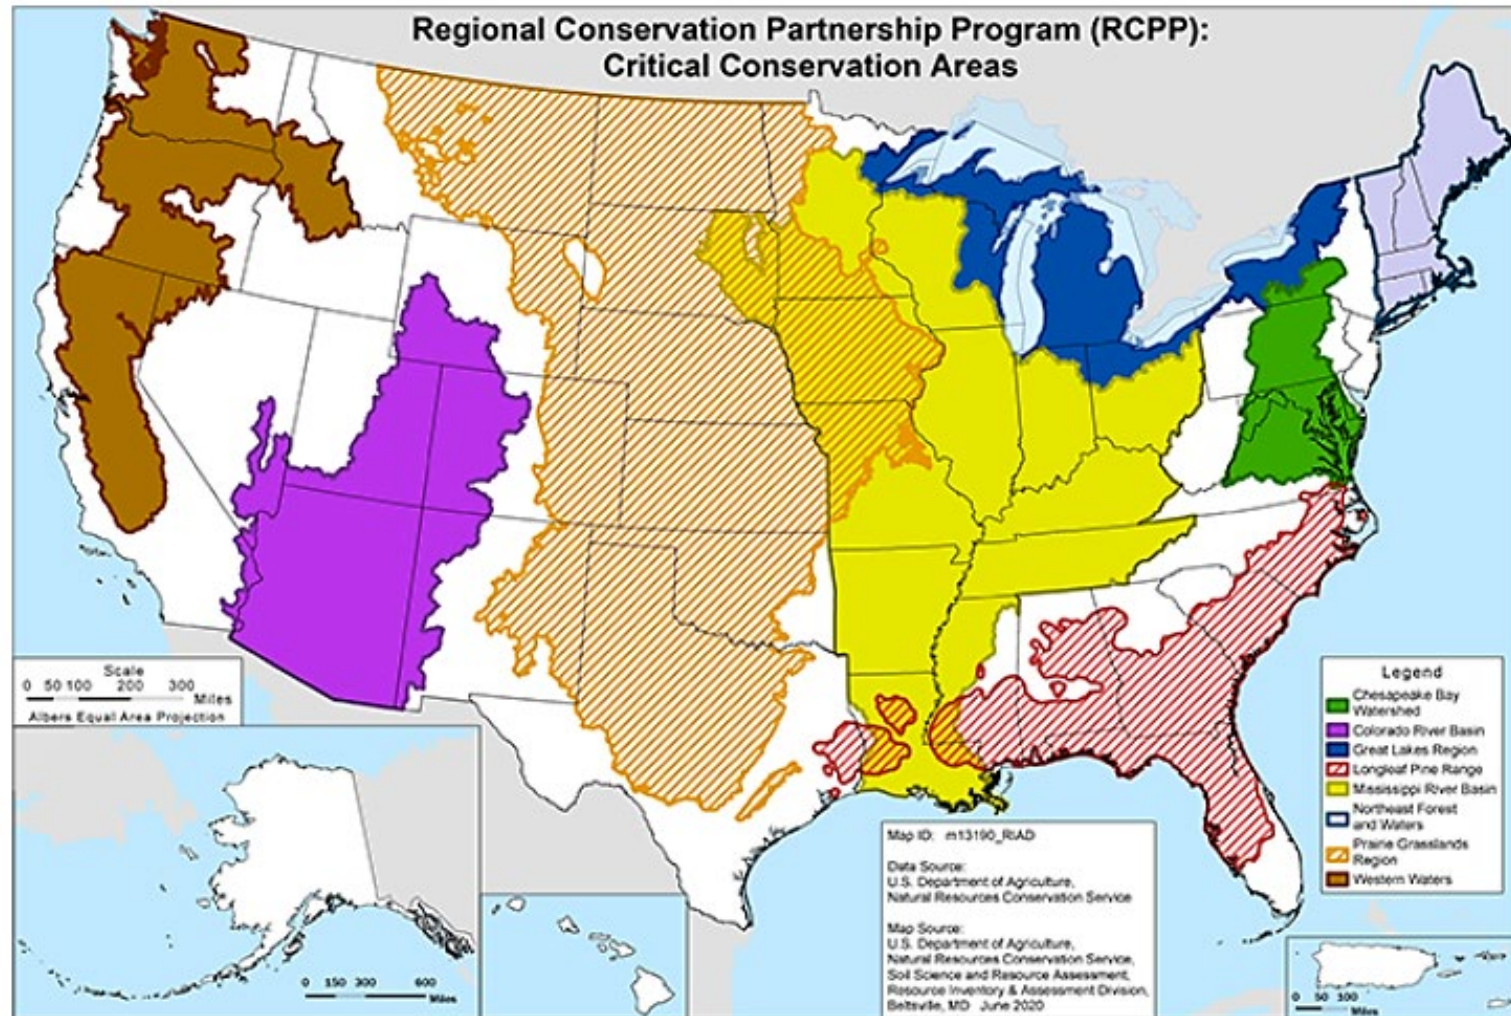 Regional Conservation Partnership Program (RCPP):
Critical Conservation Areas
Scale
0 50 100 200 300
Miles
Albers Equal Area Projection
0 150 300 600
Miles
Map ID: m13190_RIAD
Data Source:
U.S. Department of Agriculture,
Natural Resources Conservation Service
Map Source:
U.S. Department of Agriculture,
Natural Resources Conservation Service,
Soil Science and Resource Assessment,
Resource Inventory & Assessment Division,
Beltsville, MD June 2020
Legend
Chesapeake Bay
Watershed
Colorado River Basin
Great Lakes Region
Longleaf Pine Range
Mississippi River Basin
Northeast Forest
and Waters
Prairie Grasslands
Region
Western Waters
0 50 100
Miles